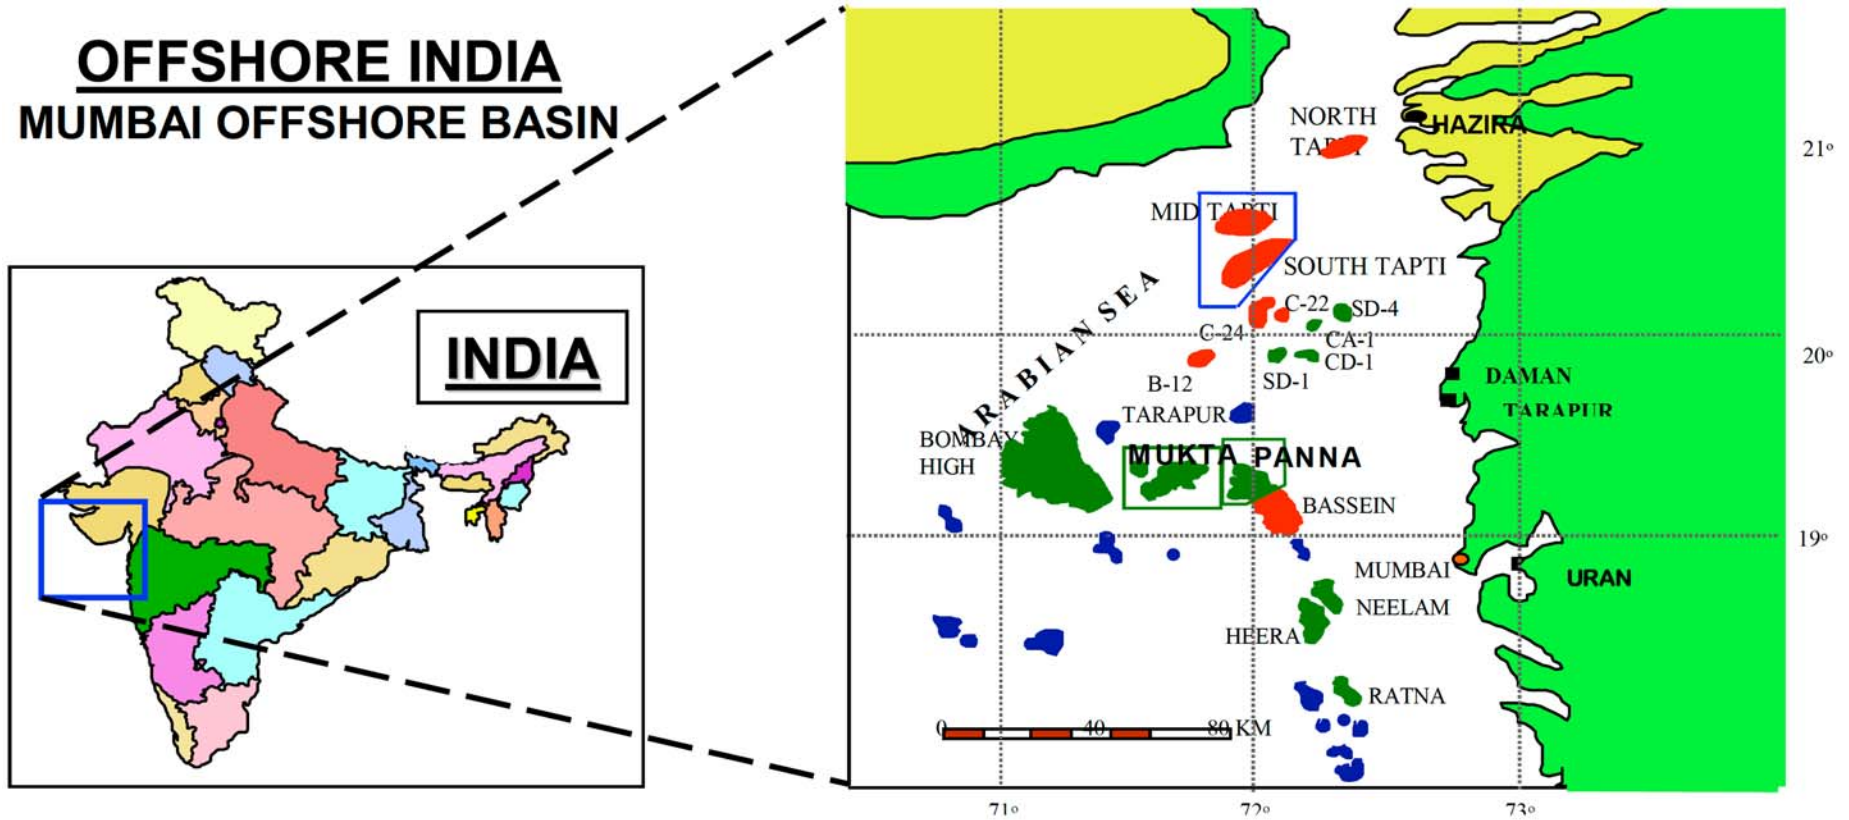 OFFSHORE INDIA
MUMBAI OFFSHORE BASIN
INDIA
NORTH
TAPTI
HAZIRA
21°
MID TAPTI
SOUTH TAPTI
ARABIAN SEA
C-22
SD-4
C-24
CA-1
20°
CD-1
B-12
SD-1
DAMAN
TARAPUR
TARAPUR
BOMBAY
HIGH
MUKTA
PANNA
BASSEIN
19°
MUMBAI
URAN
NEELAM
HEERA
RATNA
0
40
80 KM
71°
72°
73°